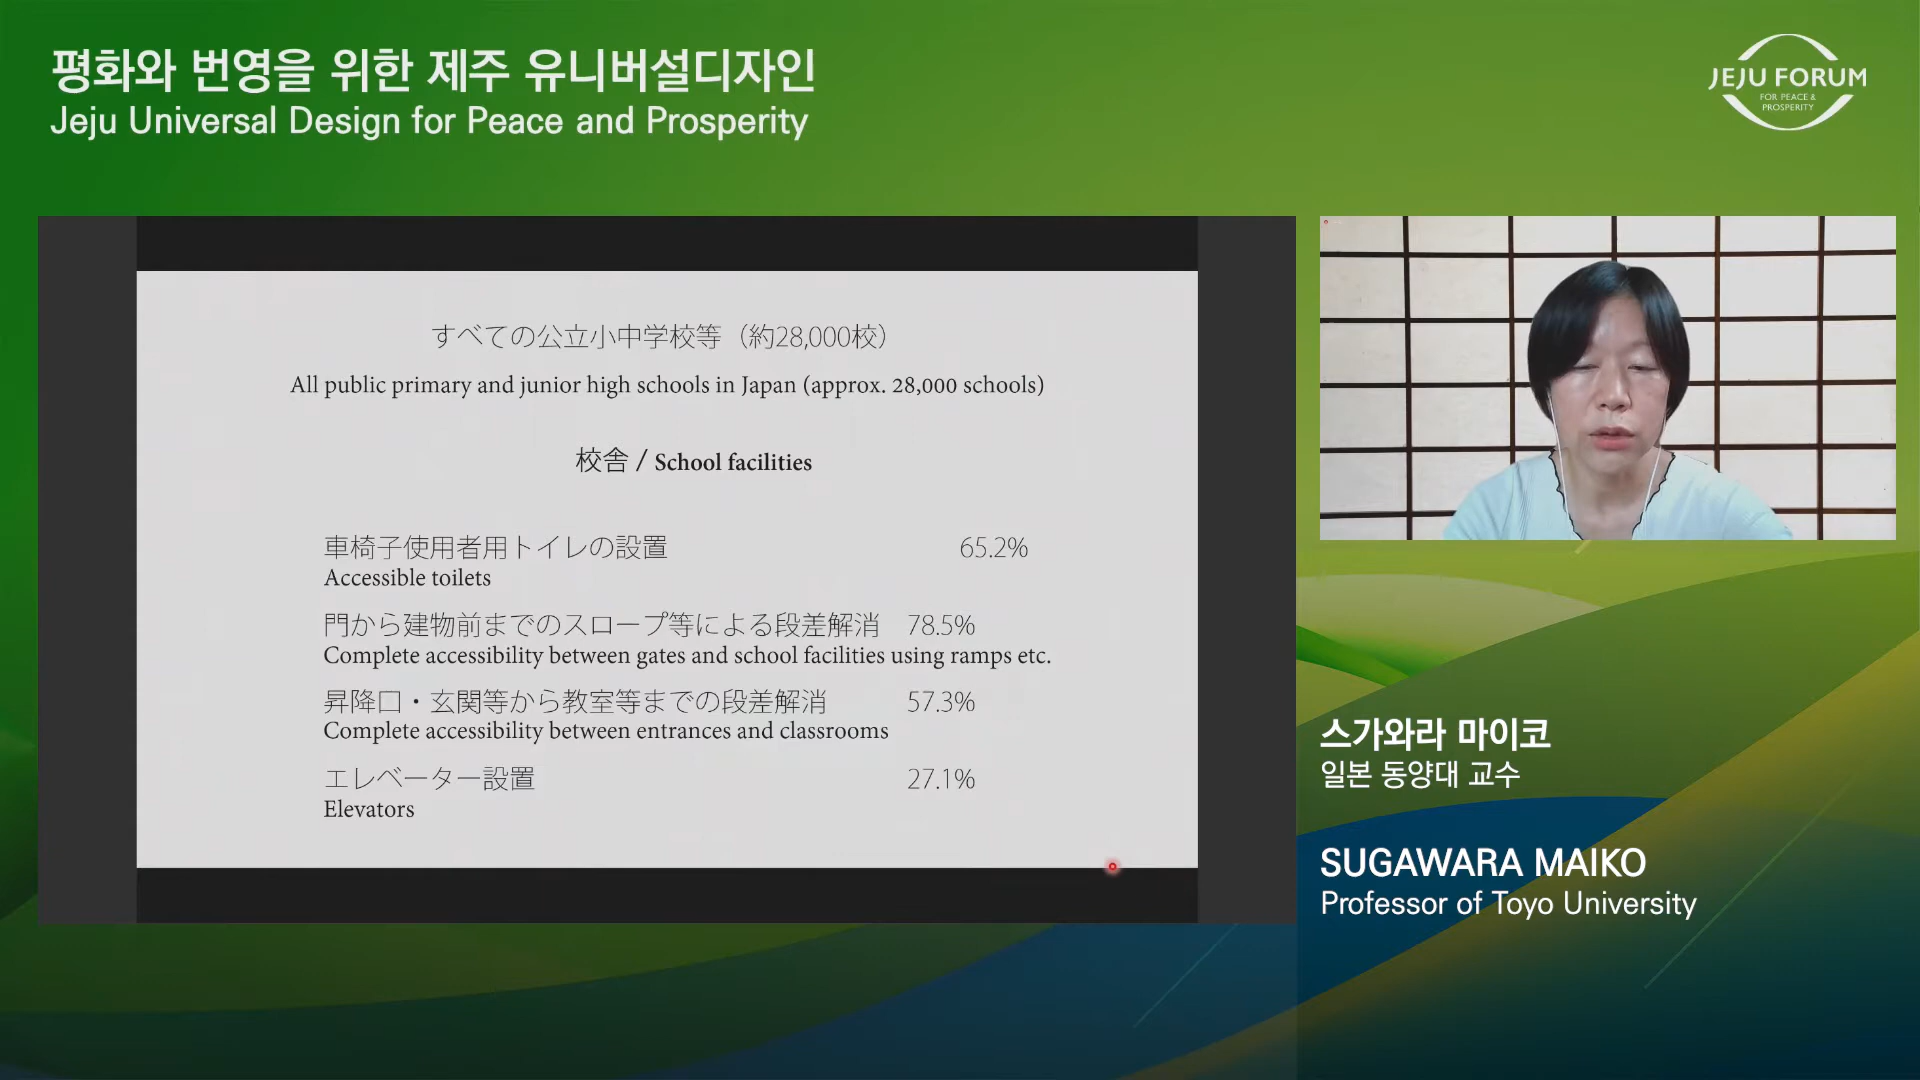 평화와 번영을 위한 제주 유니버설디자인
Jeju Universal Design for Peace and Prosperity
JEJU FORUM
FOR PEACE &
PROSPERITY
すべての公立小中学校等（約28,000校）
All public primary and junior high schools in Japan (approx. 28,000 schools)
校舎 / School facilities
車椅子使用者用トイレの設置 65.2%
Accessible toilets
門から建物前までのスロープ等による段差解消 78.5%
Complete accessibility between gates and school facilities using ramps etc.
昇降口・玄関等から教室等までの段差解消 57.3%
Complete accessibility between entrances and classrooms
エレベーター設置 27.1%
Elevators
스가와라 마이코
일본 동양대 교수
SUGAWARA MAIKO
Professor of Toyo University